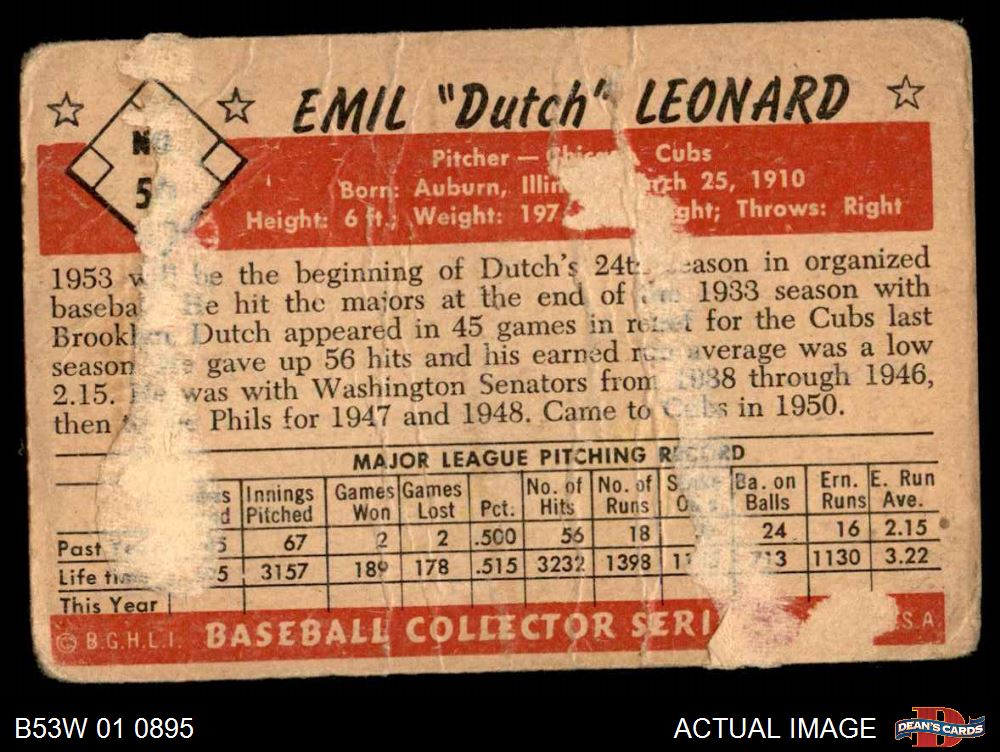 EMIL "Dutch" LEONARD
No
5
Pitcher — Chicago Cubs
Born: Auburn, 25, 1910
Height: 6 ft.; Weight: Throws: Right
1953 be the beginning of Dutch's season in organized
He hit the majors at the end of 1933 season with
Dutch appeared in 45 games in for the Cubs last
season gave up 56 hits and his earned average was a low
2.15. He was with Washington Senators from through 1946,
then Phils for 1947 and 1948. Came to in 1950.
MAJOR LEAGUE PITCHING RECORD
Innings Pitched Games Won Games Lost Pct. No. of Hits No. of Runs Ba. on Balls Ern. Runs E. Run Ave.
Past 67 2 2 .500 56 18 24 16 2.15
Life 3157 189 178 .515 3232 1398 1130 3.22
This Year
© B.G.H.L.I. BASEBALL COLLECTOR
B53W 01 0895
ACTUAL IMAGE
DEAN'S CARDS